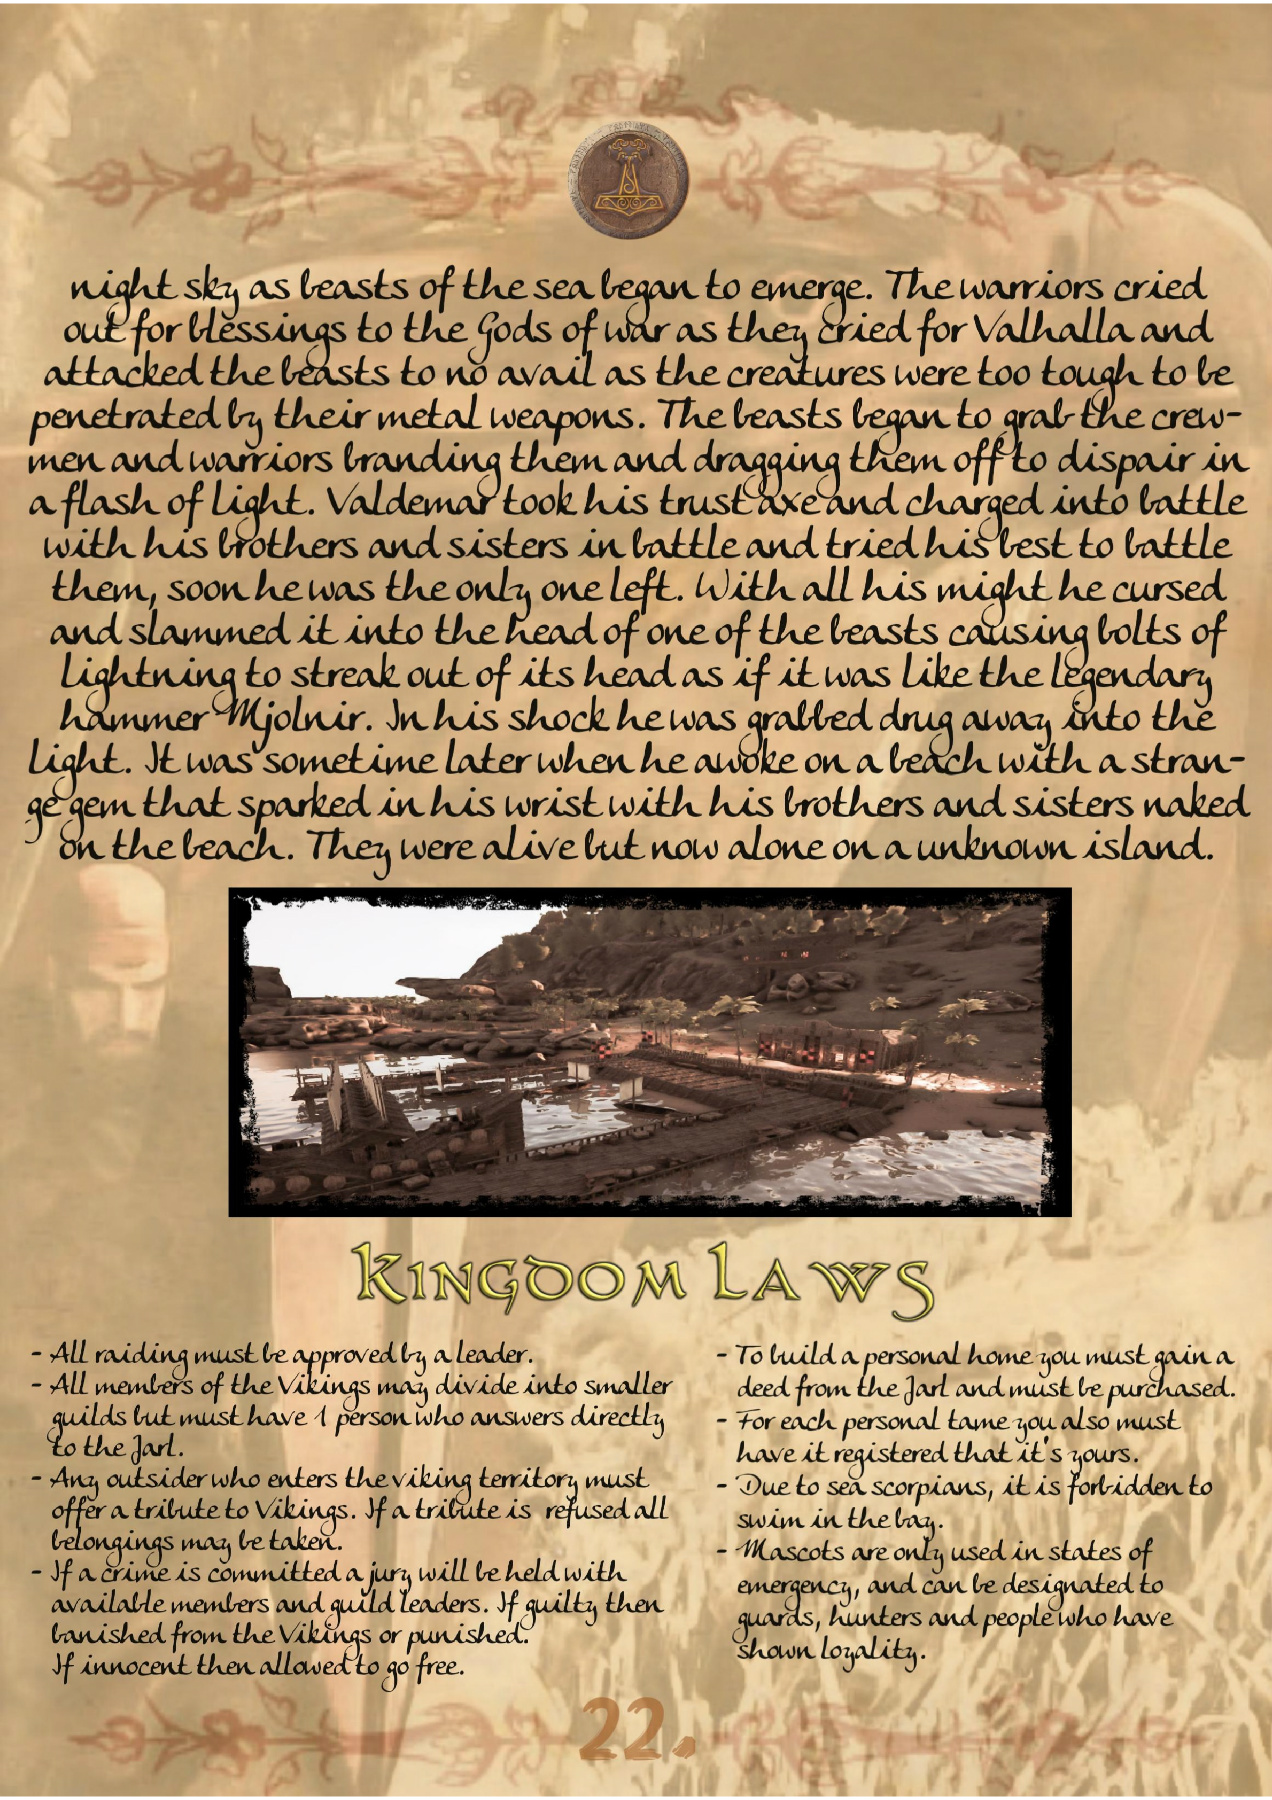 night sky as beasts of the sea began to emerge. The warriors cried
out for blessings to the Gods of war as they cried for Valhalla and
attacked the beasts to no avail as the creatures were too tough to be
penetrated by their metal weapons. The beasts began to grab the crew-
men and warriors branding them and dragging them off to dispair in
a flash of light. Valdemar took his trust axe and charged into battle
with his brothers and sisters in battle and tried his best to battle
them, soon he was the only one left. With all his might he cursed
and slammed it into the head of one of the beasts causing bolts of
lightning to streak out of its head as if it was like the legendary
hammer Mjolnir. In his shock he was grabbed drug away into the
light. It was sometime later when he awoke on a beach with a stran-
ge gem that sparked in his wrist with his brothers and sisters naked
on the beach. They were alive but now alone on a unknown island.
Kingdom Laws
- All raiding must be approved by a leader.
- All members of the Vikings may divide into smaller
guilds but must have 1 person who answers directly
to the Jarl.
- Any outsider who enters the viking territory must
offer a tribute to Vikings. If a tribute is refused all
belongings may be taken.
- If a crime is committed a jury will be held with
available members and guild leaders. If guilty then
banished from the Vikings or punished.
If innocent then allowed to go free.
- To build a personal home you must gain a
deed from the Jarl and must be purchased.
- For each personal tame you also must
have it registered that it's yours.
- Due to sea scorpians, it is forbidden to
swim in the bay.
- Mascots are only used in states of
emergency, and can be designated to
guards, hunters and people who have
shown loyality.
22.